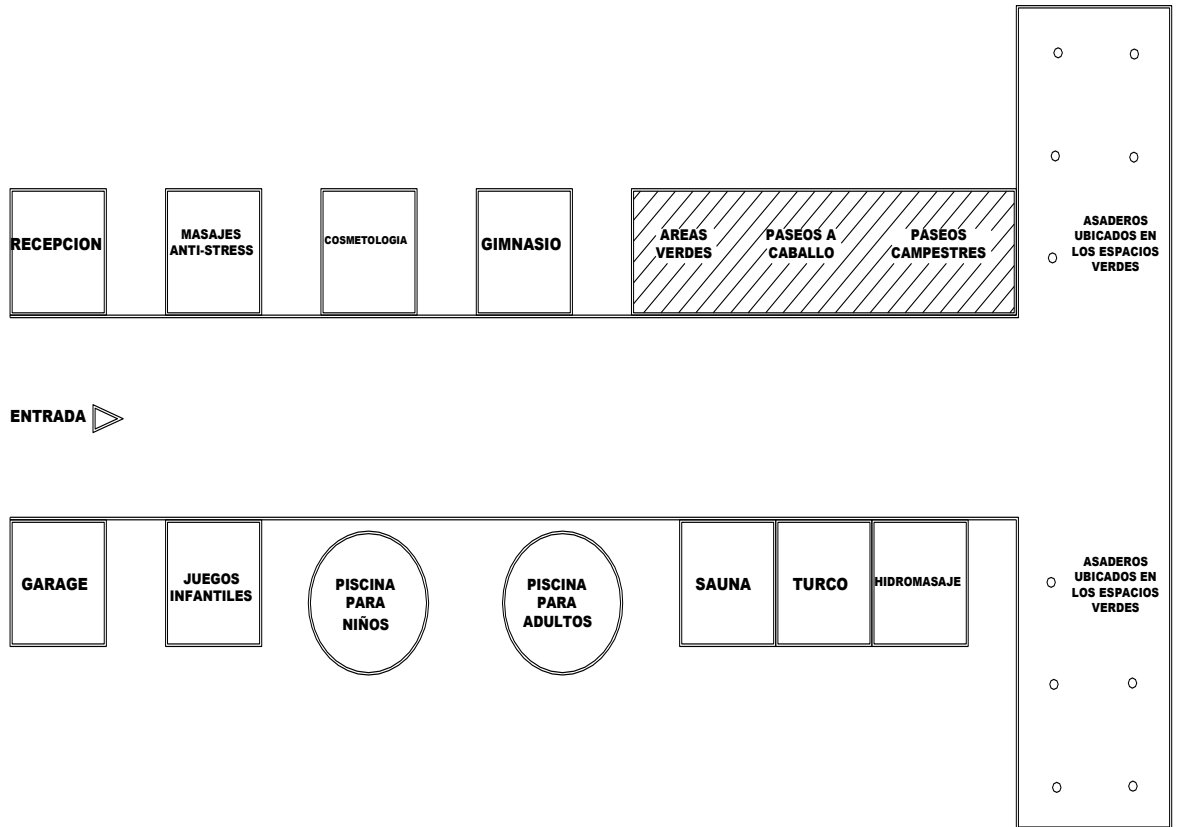 RECEPCION
MASAJES
ANTI-STRESS
COSMETOLOGIA
GIMNASIO
AREAS
VERDES
PASEOS A
CABALLO
PASEOS
CAMPESTRES
ASADEROS
UBICADOS EN
LOS ESPACIOS
VERDES
ENTRADA
GARAGE
JUEGOS
INFANTILES
PISCINA
PARA
NIÑOS
PISCINA
PARA
ADULTOS
SAUNA
TURCO
HIDROMASAJE
ASADEROS
UBICADOS EN
LOS ESPACIOS
VERDES